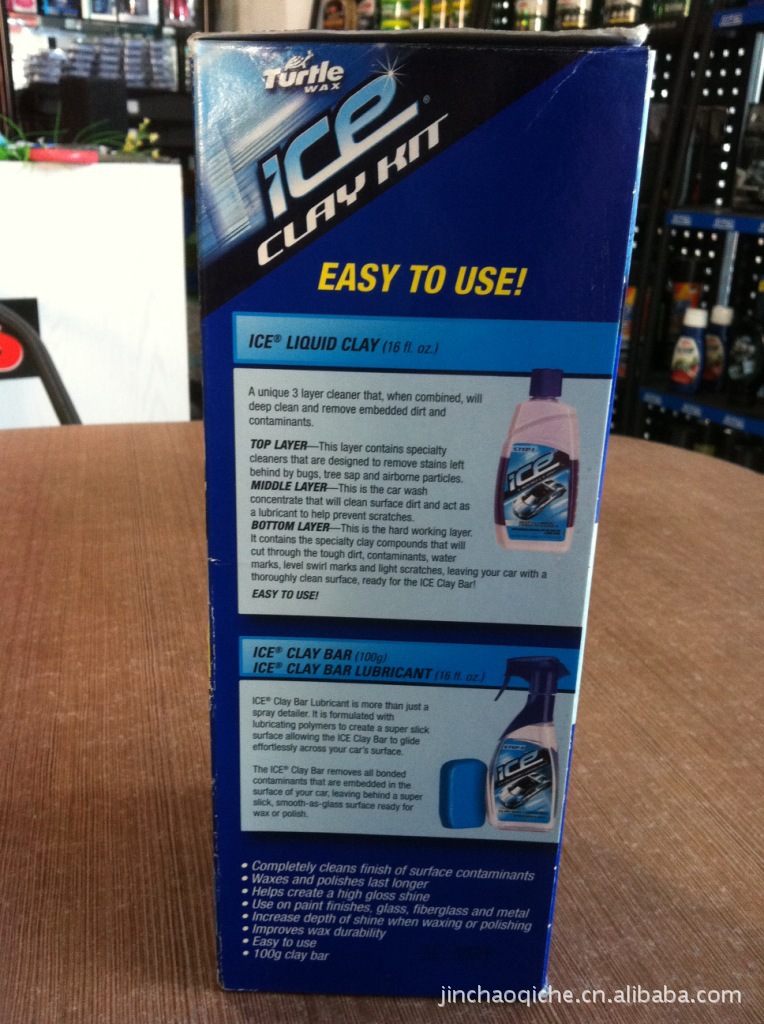 Turtle
WAX
ice®
CLAY KIT
EASY TO USE!
ICE® LIQUID CLAY (16 fl. oz.)
A unique 3 layer cleaner that, when combined, will
deep clean and remove embedded dirt and
contaminants.
TOP LAYER—This layer contains specialty
cleaners that are designed to remove stains left
behind by bugs, tree sap and airborne particles.
MIDDLE LAYER—This is the car wash
concentrate that will clean surface dirt and act as
a lubricant to help prevent scratches.
BOTTOM LAYER—This is the hard working layer.
It contains the specialty clay compounds that will
cut through the tough dirt, contaminants, water
marks, level swirl marks and light scratches, leaving your car with a
thoroughly clean surface, ready for the ICE Clay Bar!
EASY TO USE!
STEP 1
ice
ICE® CLAY BAR (100g)
ICE® CLAY BAR LUBRICANT (16 fl. oz.)
ICE® Clay Bar Lubricant is more than just a
spray detailer. It is formulated with
lubricating polymers to create a super slick
surface allowing the ICE Clay Bar to glide
effortlessly across your car's surface.
The ICE® Clay Bar removes all bonded
contaminants that are embedded in the
surface of your car, leaving behind a super
slick, smooth-as-glass surface ready for
wax or polish.
ice
• Completely cleans finish of surface contaminants
• Waxes and polishes last longer
• Helps create a high gloss shine
• Use on paint finishes, glass, fiberglass and metal
• Increase depth of shine when waxing or polishing
• Improves wax durability
• Easy to use
• 100g clay bar
jinchaoqiche.cn.alibaba.com